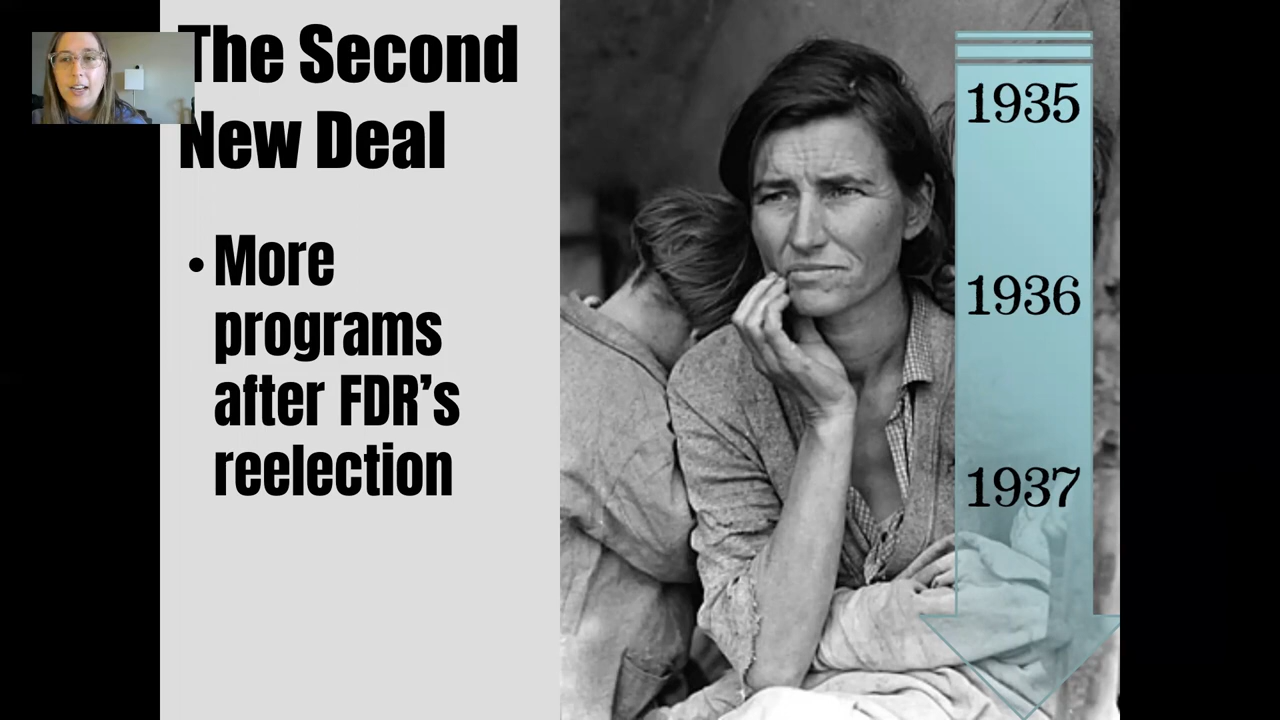 The Second
New Deal
• More
programs
after FDR’s
reelection
1935
1936
1937